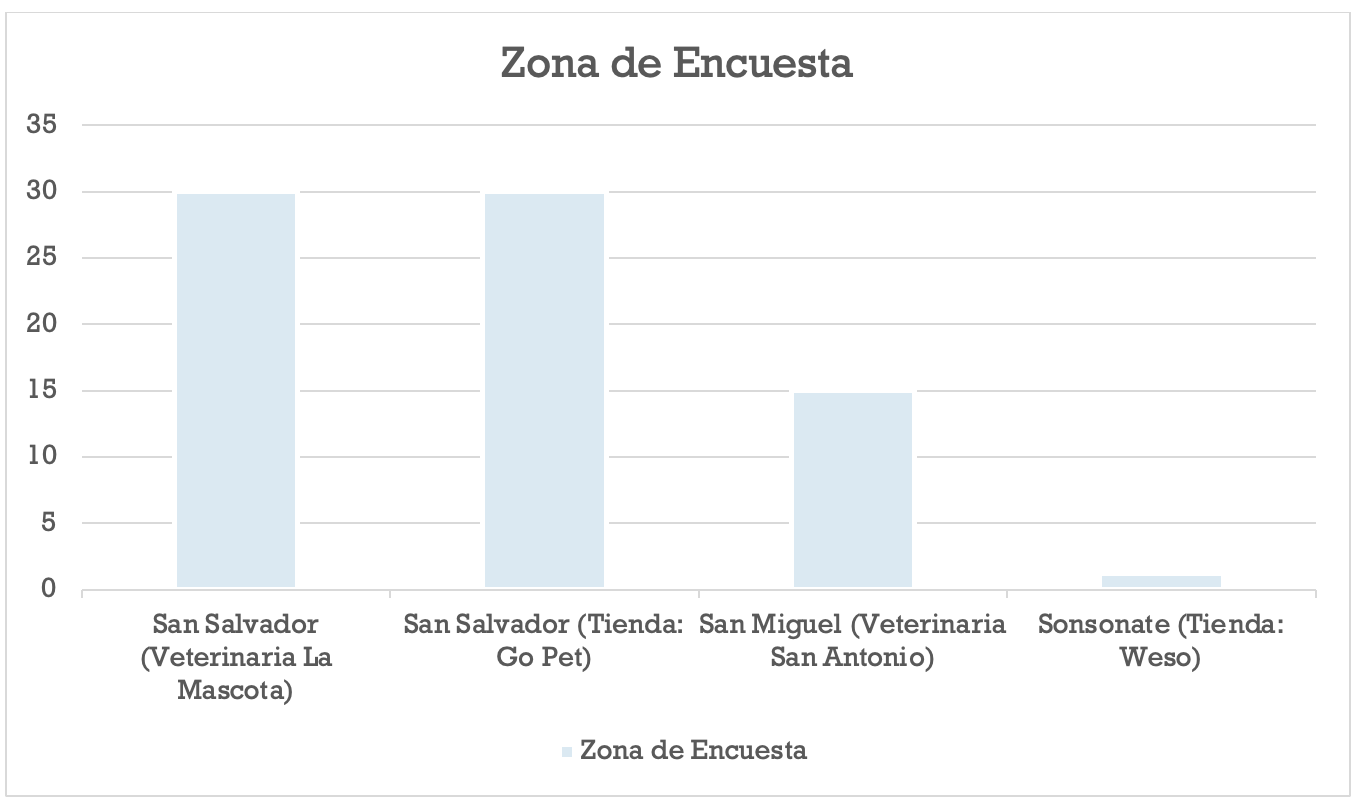 Zona de Encuesta
35
30
25
20
15
10
5
0
San Salvador
(Veterinaria La
Mascota)
San Salvador (Tienda:
Go Pet)
San Miguel (Veterinaria
San Antonio)
Sonsonate (Tienda:
Weso)
Zona de Encuesta